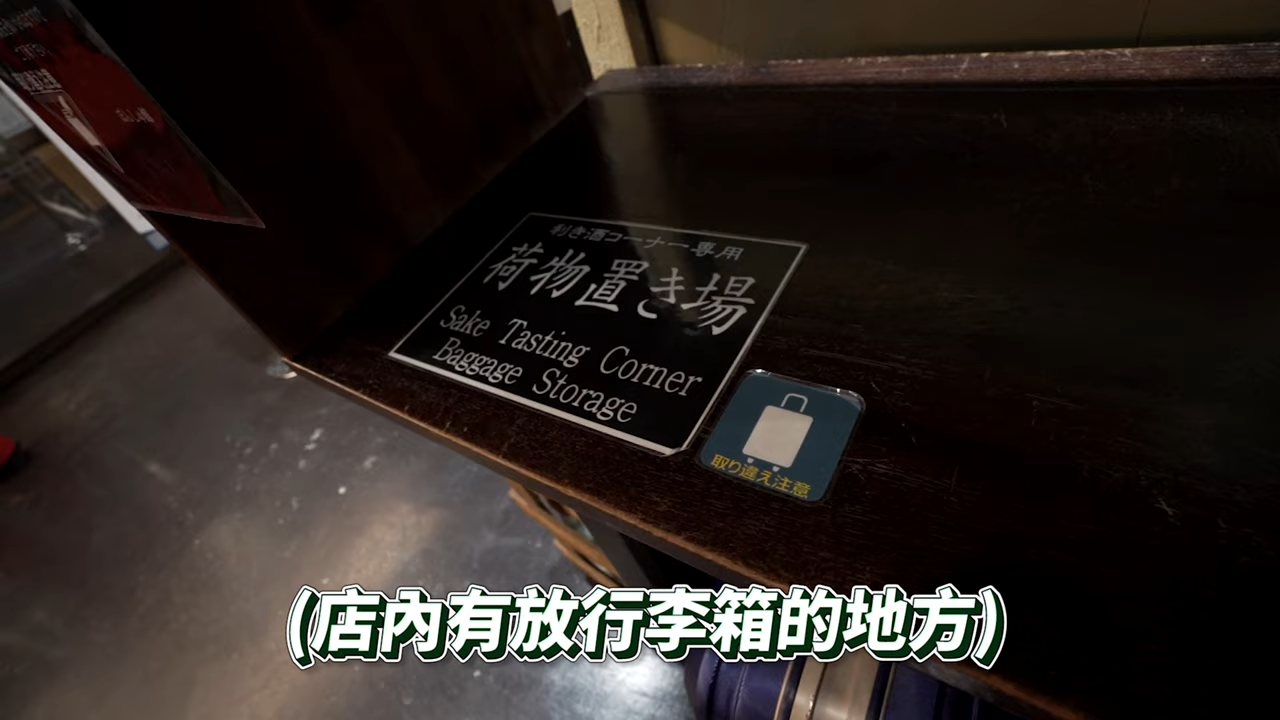 利き酒コーナー専用
荷物置き場
Sake Tasting Corner
Baggage Storage
取り違え注意
(店內有放行李箱的地方)